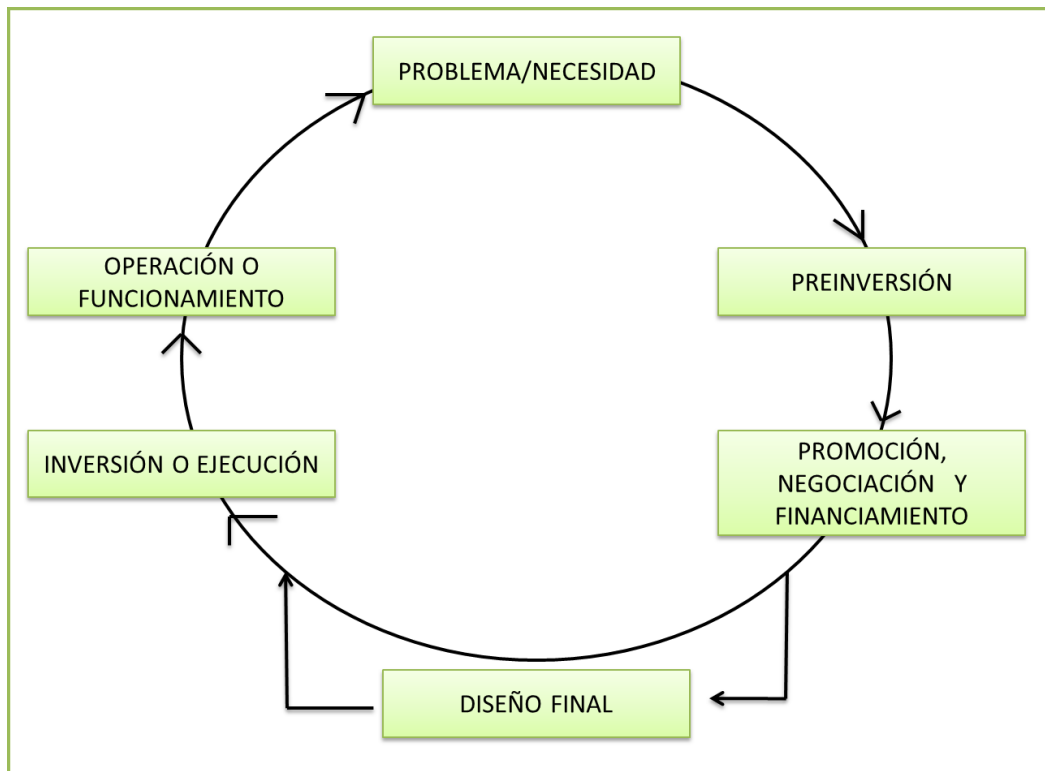 PROBLEMA/NECESIDAD
PREINVERSIÓN
PROMOCIÓN,
NEGOCIACIÓN Y
FINANCIAMIENTO
DISEÑO FINAL
INVERSIÓN O EJECUCIÓN
OPERACIÓN O
FUNCIONAMIENTO